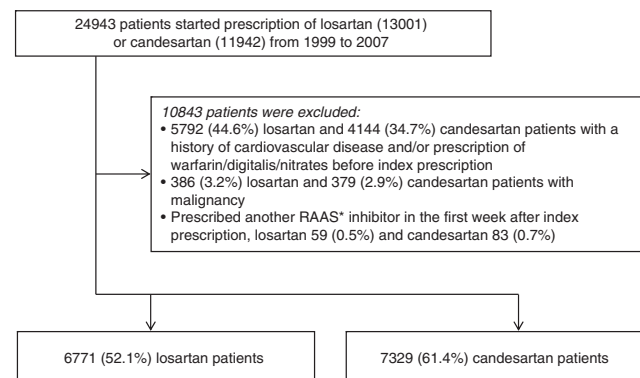 24943 patients started prescription of losartan (13001)
or candesartan (11942) from 1999 to 2007
10843 patients were excluded:
• 5792 (44.6%) losartan and 4144 (34.7%) candesartan patients with a
history of cardiovascular disease and/or prescription of
warfarin/digitalis/nitrates before index prescription
• 386 (3.2%) losartan and 379 (2.9%) candesartan patients with
malignancy
• Prescribed another RAAS* inhibitor in the first week after index
prescription, losartan 59 (0.5%) and candesartan 83 (0.7%)
6771 (52.1%) losartan patients
7329 (61.4%) candesartan patients